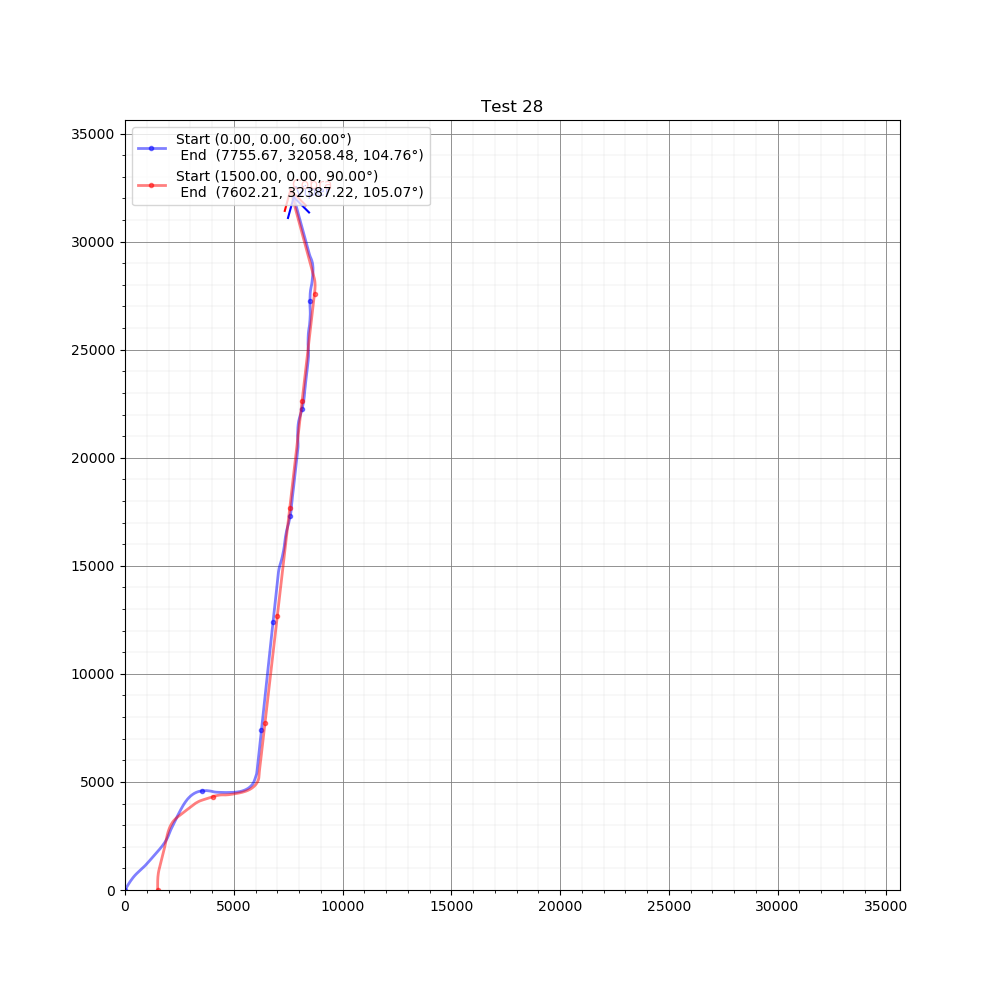 Test 28
Start (0.00, 0.00, 60.00°)
End (7755.67, 32058.48, 104.76°)
Start (1500.00, 0.00, 90.00°)
End (7602.21, 32387.22, 105.07°)
35000
30000
25000
20000
15000
10000
5000
0
0 5000 10000 15000 20000 25000 30000 35000